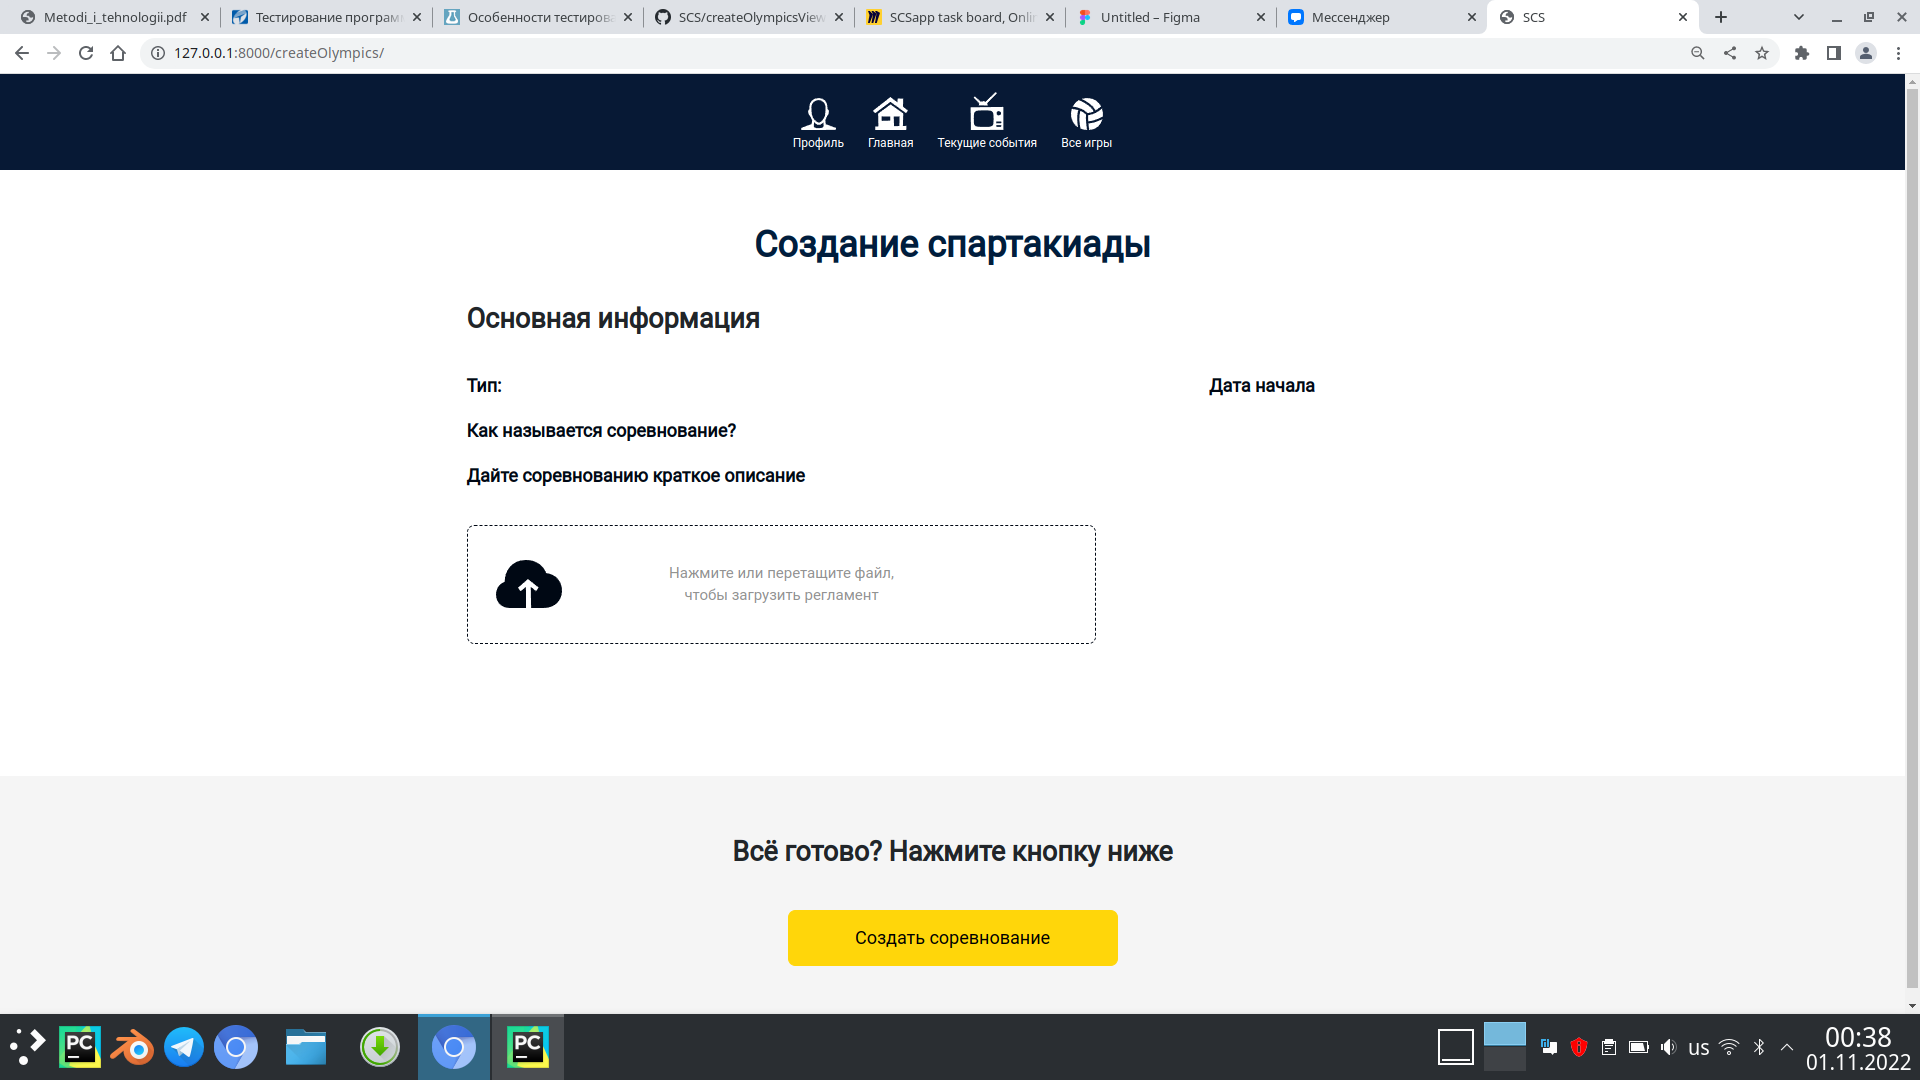 Metodi_i_tehnologii.pdf
Тестирование програм
Особенности тестиров
SCS/createOlympicsView
SCSapp task board, Onlin
Untitled – Figma
Мессенджер
SCS
127.0.0.1:8000/createOlympics/
Профиль
Главная
Текущие события
Все игры
Создание спартакиады
Основная информация
Тип:
Дата начала
Как называется соревнование?
Дайте соревнованию краткое описание
Нажмите или перетащите файл,
чтобы загрузить регламент
Всё готово? Нажмите кнопку ниже
Создать соревнование
PC
PC
us
00:38
01.11.2022